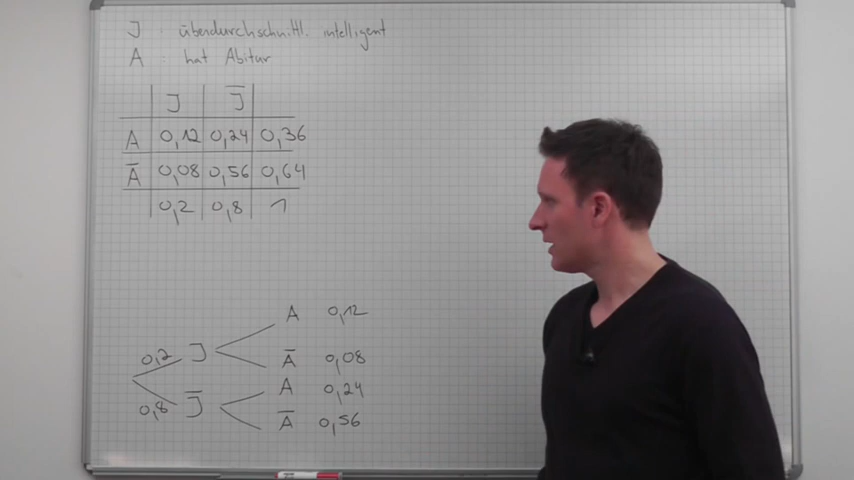 J : überdurchschnittl. intelligent
A : hat Abitur
J J̅
A 0,12 0,24 0,36
A̅ 0,08 0,56 0,64
0,2 0,8 1
A 0,12
0,2 J
A̅ 0,08
A 0,24
0,8 J̅
A̅ 0,56